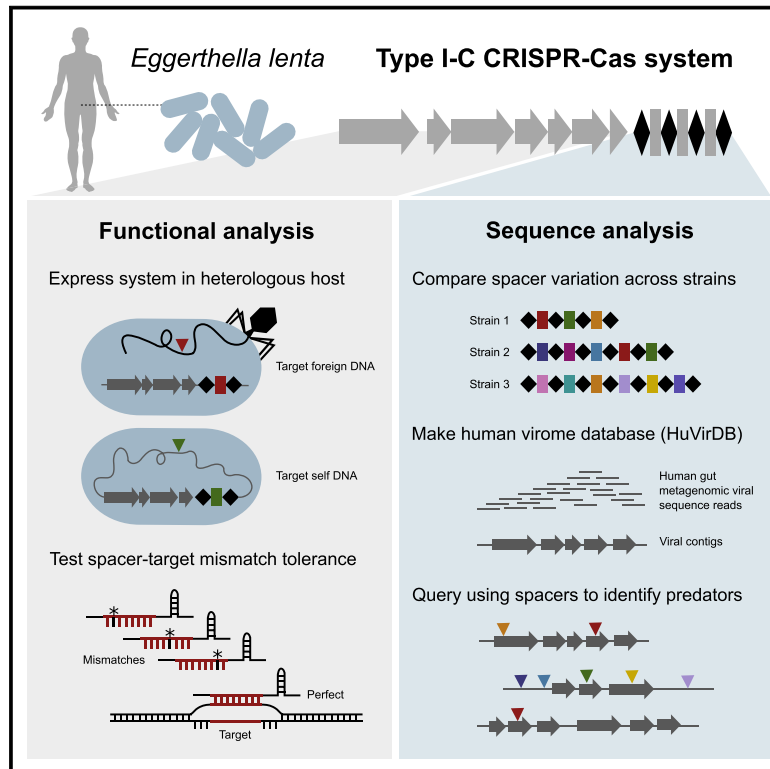 Eggerthella lenta
Type I-C CRISPR-Cas system
Functional analysis
Express system in heterologous host
Target foreign DNA
Target self DNA
Test spacer-target mismatch tolerance
Mismatches
Perfect
Target
Sequence analysis
Compare spacer variation across strains
Strain 1
Strain 2
Strain 3
Make human virome database (HuVirDB)
Human gut
metagenomic viral
sequence reads
Viral contigs
Query using spacers to identify predators